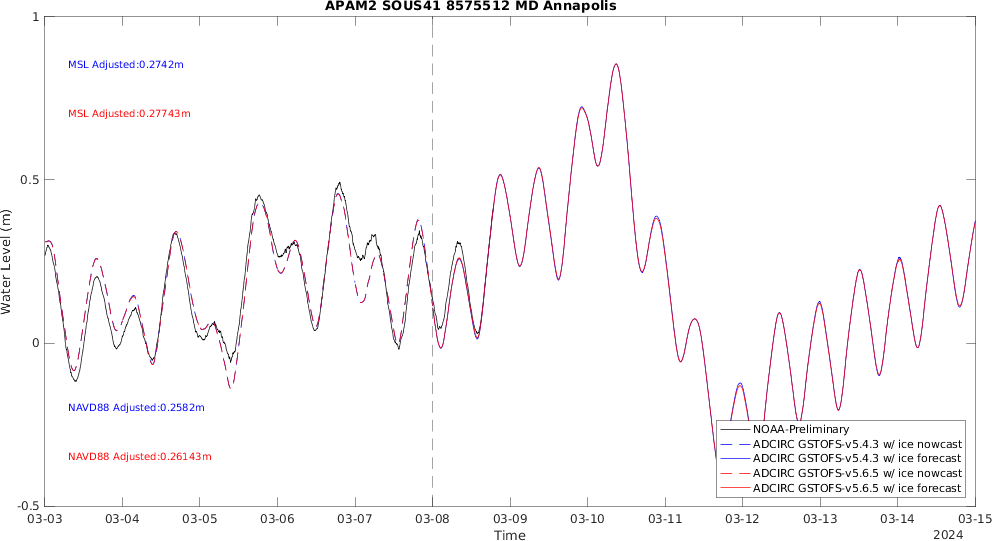 APAM2 SOUS41 8575512 MD Annapolis
1
MSL Adjusted:0.2742m
MSL Adjusted:0.27743m
0.5
Water Level (m)
0
NAVD88 Adjusted:0.2582m
NAVD88 Adjusted:0.26143m
NOAA-Preliminary
ADCIRC GSTOFS-v5.4.3 w/ ice nowcast
ADCIRC GSTOFS-v5.4.3 w/ ice forecast
ADCIRC GSTOFS-v5.6.5 w/ ice nowcast
ADCIRC GSTOFS-v5.6.5 w/ ice forecast
-0.5
03-03 03-04 03-05 03-06 03-07 03-08 03-09 03-10 03-11 03-12 03-13 03-14 03-15
Time
2024